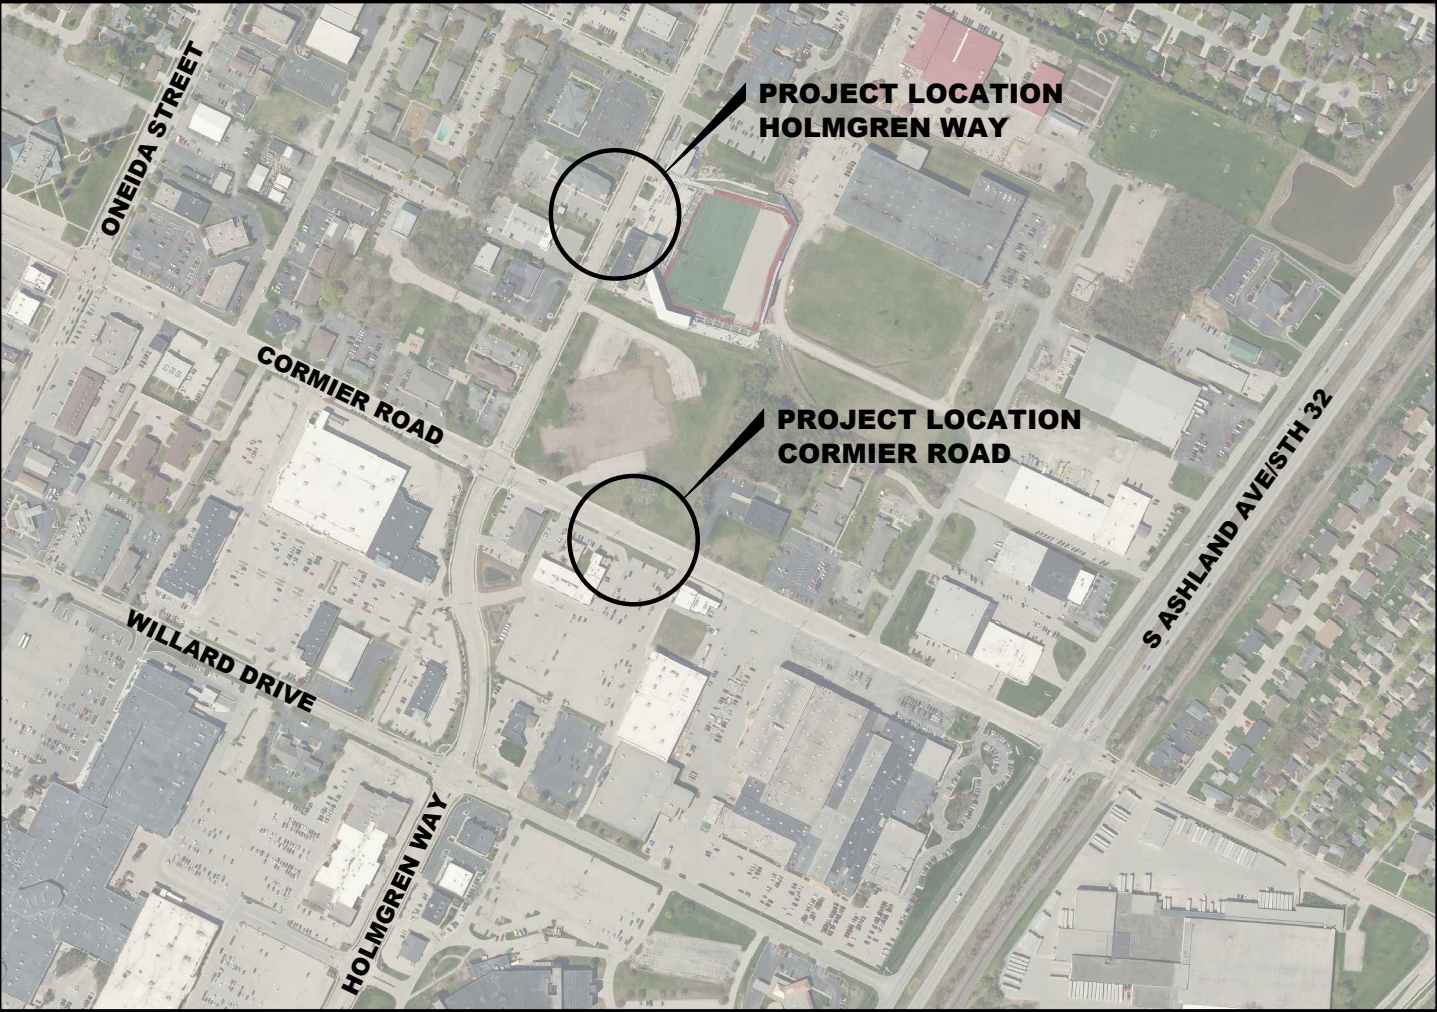 ONEIDA STREET
PROJECT LOCATION
HOLMGREN WAY
CORMIER ROAD
PROJECT LOCATION
CORMIER ROAD
S ASHLAND AVE/STH 32
WILLARD DRIVE
HOLMGREN WAY